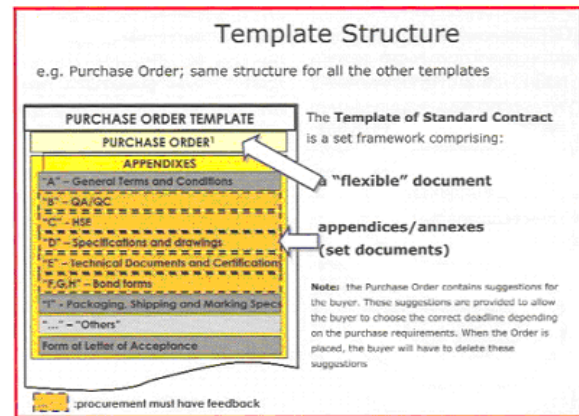 Template Structure
e.g. Purchase Order; same structure for all the other templates
PURCHASE ORDER TEMPLATE
PURCHASE ORDER¹
APPENDIXES
"A" – General Terms and Conditions
"B" – QA/QC
"C" – HSE
"D" – Specifications and drawings
"E" – Technical Documents and Certifications
"F,G,H" – Bond forms
"I" - Packaging, Shipping and Marking Specs
"..." – "Others"
Form of Letter of Acceptance
... :procurement must have feedback
The Template of Standard Contract
is a set framework comprising:
a "flexible" document
appendices/annexes
(set documents)
Note: the Purchase Order contains suggestions for
the buyer. These suggestions are provided to allow
the buyer to choose the correct deadline depending
on the purchase requirements. When the Order is
placed, the buyer will have to delete these
suggestions